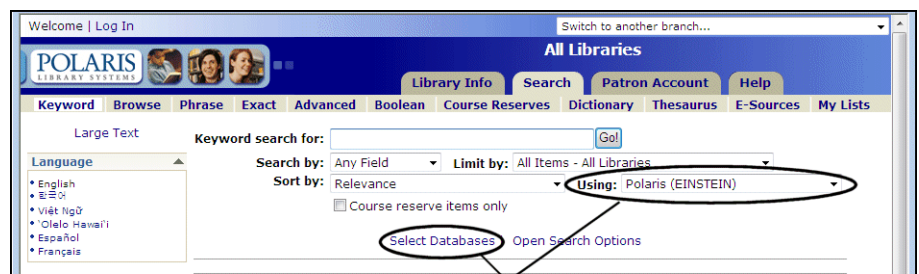 Welcome | Log In
Switch to another branch...
POLARIS
LIBRARY SYSTEMS
All Libraries
Library Info Search Patron Account Help
Keyword Browse Phrase Exact Advanced Boolean Course Reserves Dictionary Thesaurus E-Sources My Lists
Large Text
Keyword search for: Go!
Language
Search by: Any Field Limit by: All Items - All Libraries
• English
Sort by: Relevance Using: Polaris (EINSTEIN)
• 한국어
• Việt Ngữ
Course reserve items only
• `Olelo Hawai`i
• Español
Select Databases Open Search Options
• Français